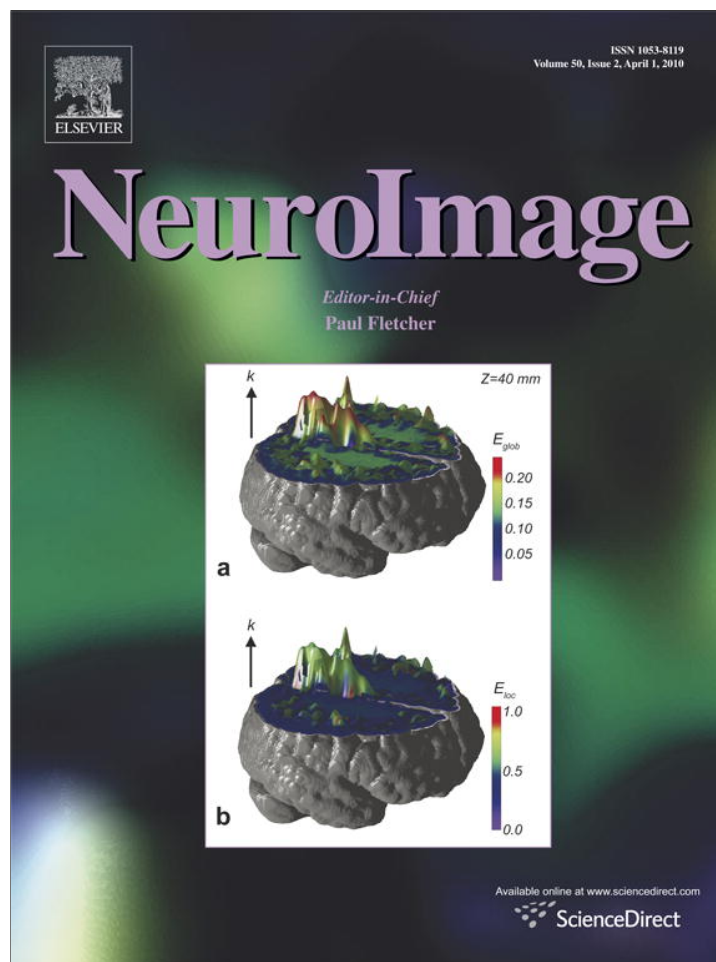 ISSN 1053-8119
Volume 50, Issue 2, April 1, 2010
ELSEVIER
NEUROIMAGE
Editor-in-Chief
Paul Fletcher
k
Z=40 mm
E glob
0.20
0.15
0.10
0.05
a
k
E loc
1.0
0.5
0.0
b
Available online at www.sciencedirect.com
ScienceDirect